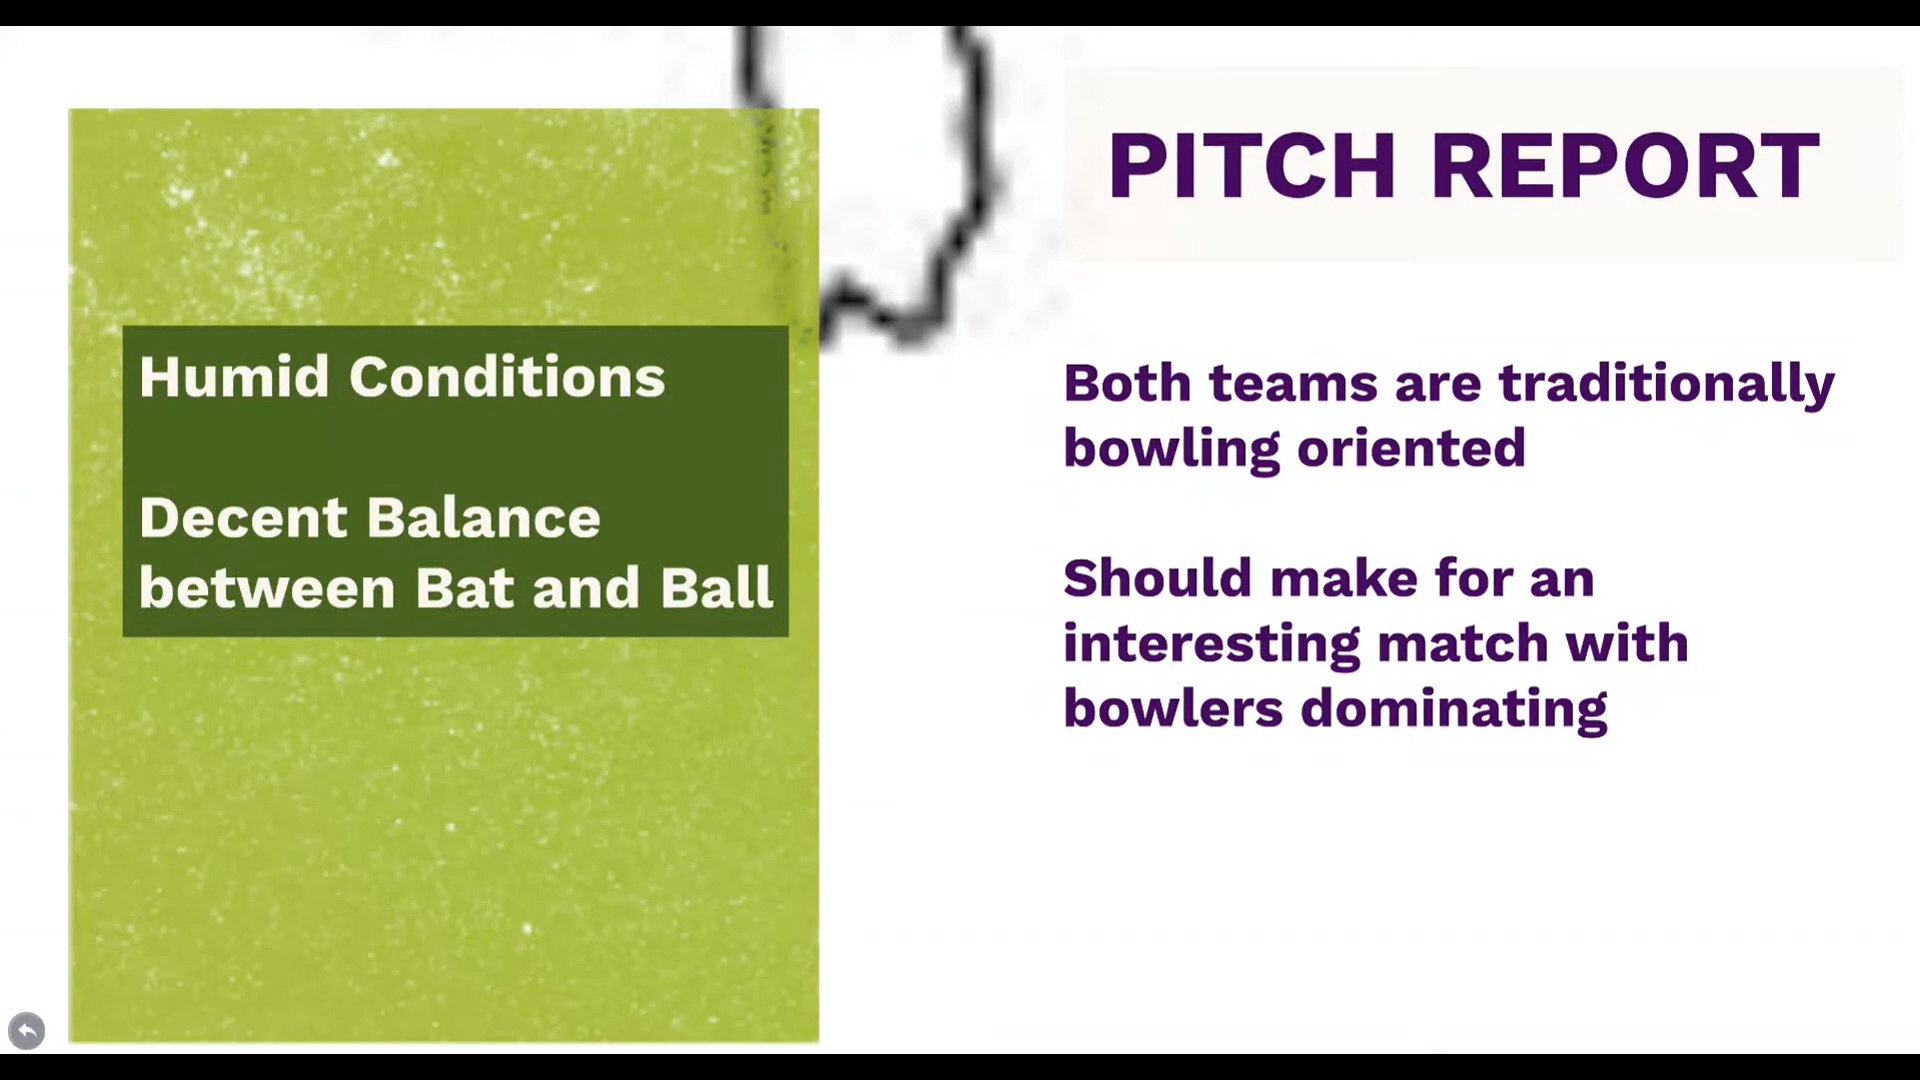 PITCH REPORT
Humid Conditions
Decent Balance
between Bat and Ball
Both teams are traditionally
bowling oriented
Should make for an
interesting match with
bowlers dominating